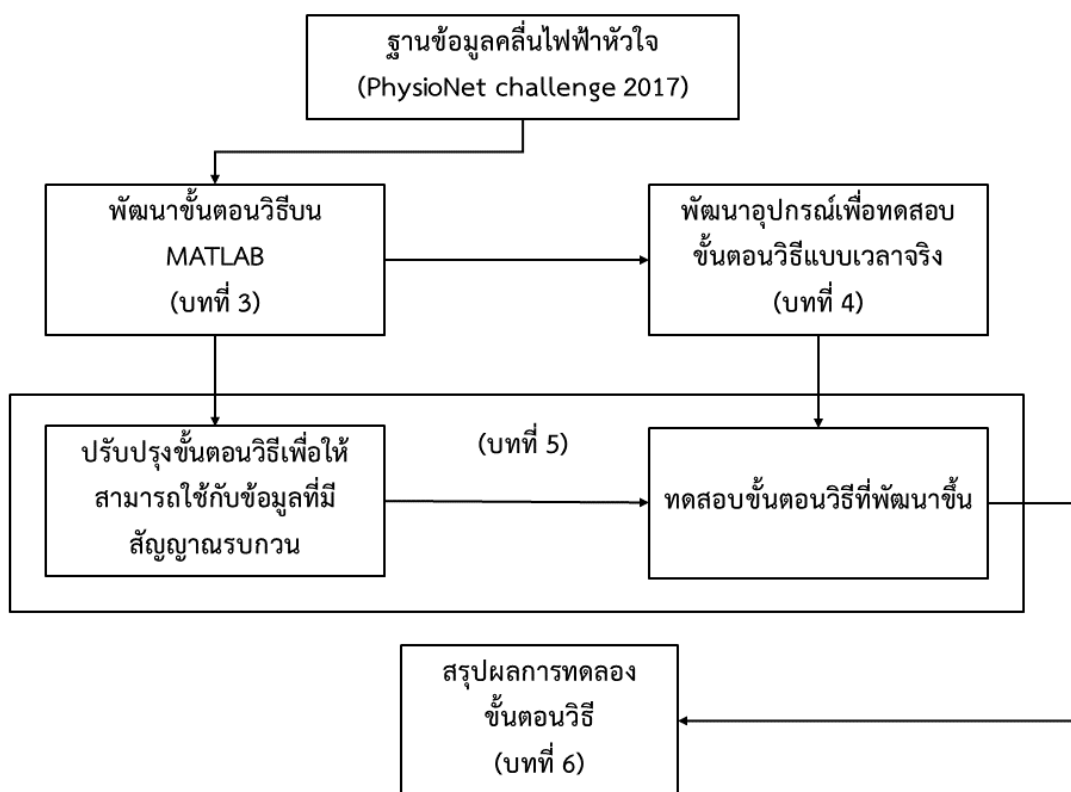 ฐานข้อมูลคลื่นไฟฟ้าหัวใจ
(PhysioNet challenge 2017)
พัฒนาขั้นตอนวิธีบน
MATLAB
(บทที่ 3)
พัฒนาอุปกรณ์เพื่อทดสอบ
ขั้นตอนวิธีแบบเวลาจริง
(บทที่ 4)
(บทที่ 5)
ปรับปรุงขั้นตอนวิธีเพื่อให้
สามารถใช้กับข้อมูลที่มี
สัญญาณรบกวน
ทดสอบขั้นตอนวิธีที่พัฒนาขึ้น
สรุปผลการทดลอง
ขั้นตอนวิธี
(บทที่ 6)